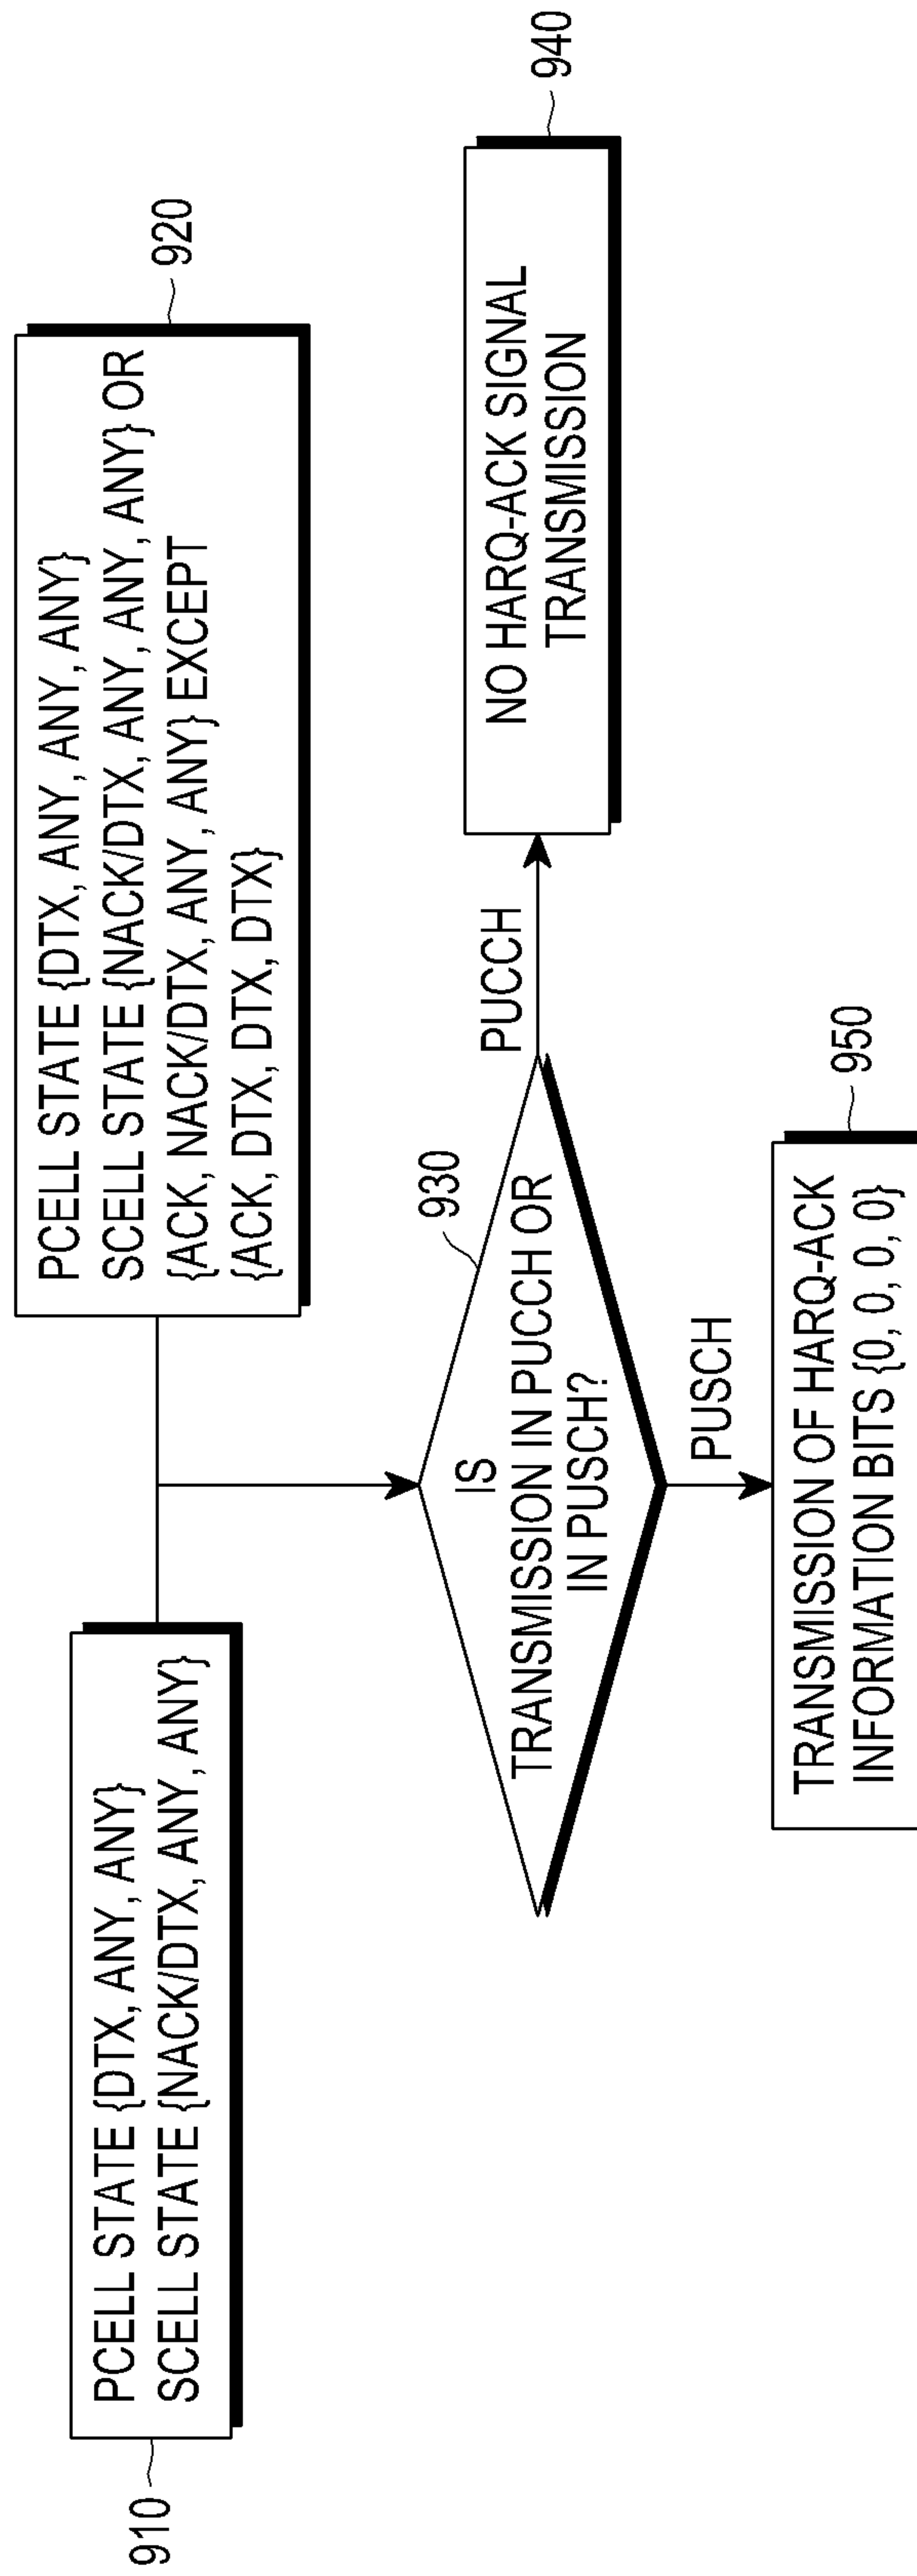 910
PCELL STATE {DTX, ANY, ANY}
SCELL STATE {NACK/DTX, ANY, ANY}
920
PCELL STATE {DTX, ANY, ANY, ANY}
SCELL STATE {NACK/DTX, ANY, ANY, ANY} OR
{ACK, NACK/DTX, ANY, ANY} EXCEPT
{ACK, DTX, DTX, DTX}
930
IS
TRANSMISSION IN PUCCH OR
IN PUSCH?
PUCCH
940
NO HARQ-ACK SIGNAL
TRANSMISSION
PUSCH
950
TRANSMISSION OF HARQ-ACK
INFORMATION BITS {0, 0, 0, 0}